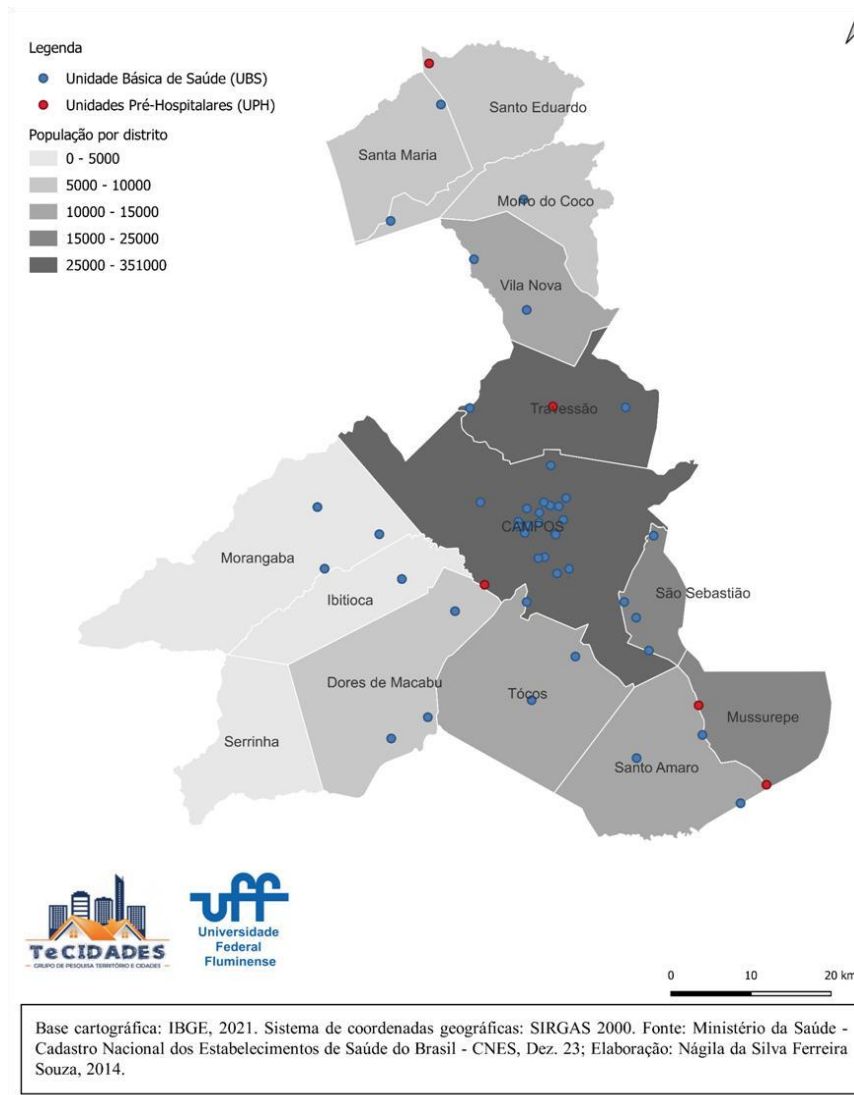 Legenda
Unidade Básica de Saúde (UBS)
Unidades Pré-Hospitalares (UPH)
População por distrito
0 - 5000
5000 - 10000
10000 - 15000
15000 - 25000
25000 - 351000
Santo Eduardo
Santa Maria
Morro do Coco
Vila Nova
Travessão
CAMPOS
Morangaba
Ibitioca
São Sebastião
Dores de Macabu
Tócos
Mussurepe
Serrinha
Santo Amaro
TeCIDADES
GRUPO DE PESQUISA TERRITÓRIO E CIDADES
uff
Universidade
Federal
Fluminense
0 10 20 km
Base cartográfica: IBGE, 2021. Sistema de coordenadas geográficas: SIRGAS 2000. Fonte: Ministério da Saúde -
Cadastro Nacional dos Estabelecimentos de Saúde do Brasil - CNES, Dez. 23; Elaboração: Nágila da Silva Ferreira
Souza, 2014.